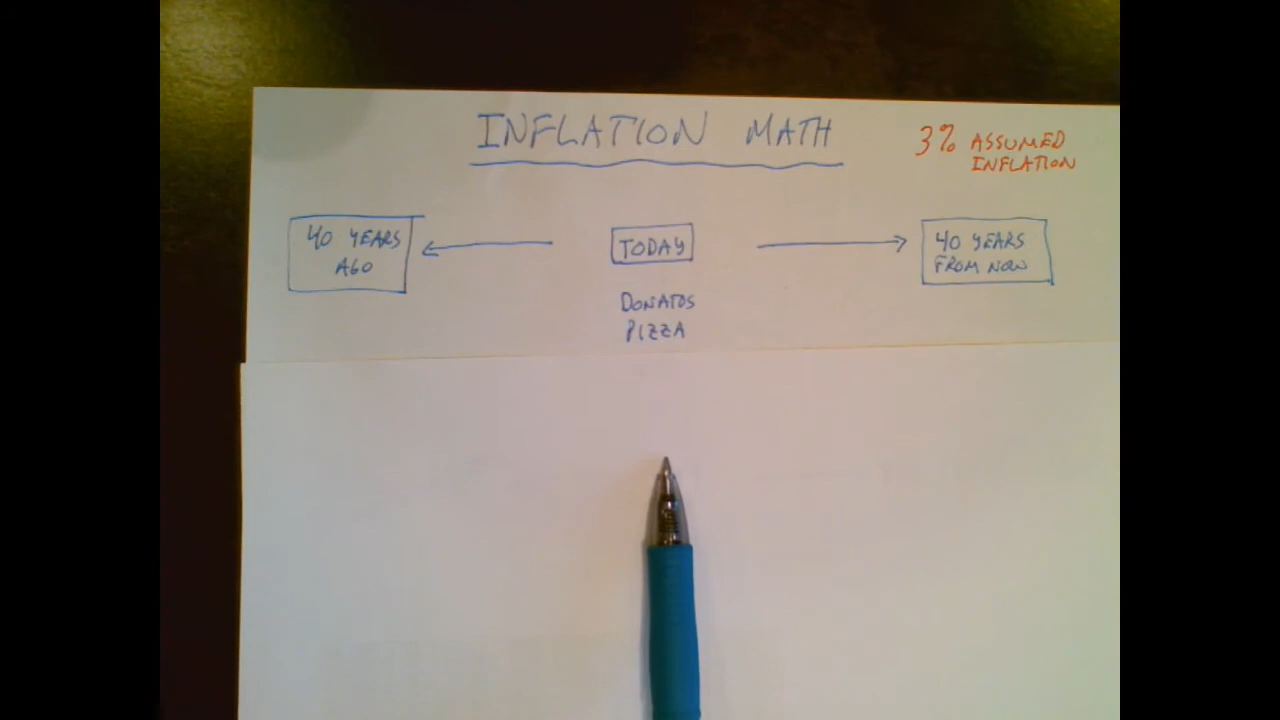 INFLATION MATH
3% ASSUMED
INFLATION
40 YEARS
AGO
TODAY
40 YEARS
FROM NOW
DONATOS
PIZZA